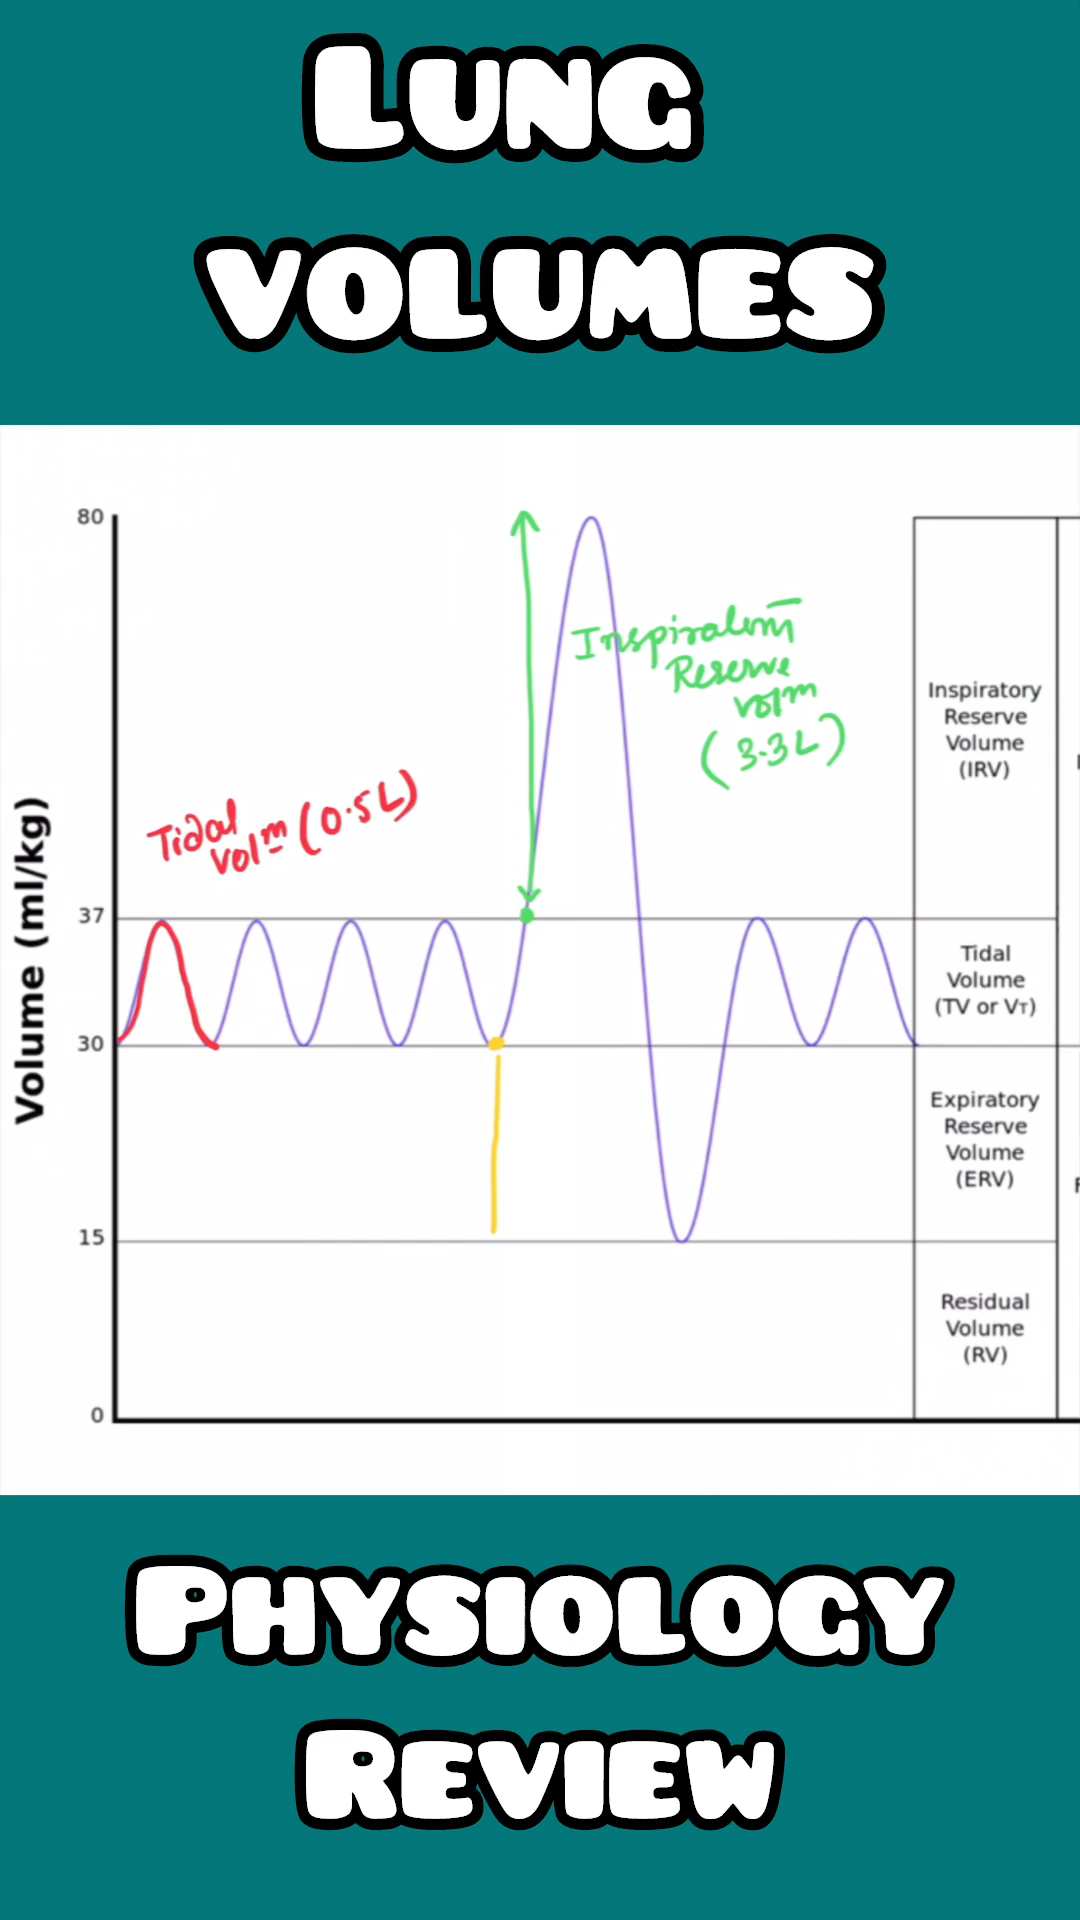 LUNG
VOLUMES
80
Inspiratory
Reserve
Volm
(3.3L)
Inspiratory
Reserve
Volume
(IRV)
Tidal
Volm (0.5L)
Volume (ml/kg)
37
Tidal
Volume
(TV or VT)
30
Expiratory
Reserve
Volume
(ERV)
15
Residual
Volume
(RV)
0
PHYSIOLOGY
REVIEW